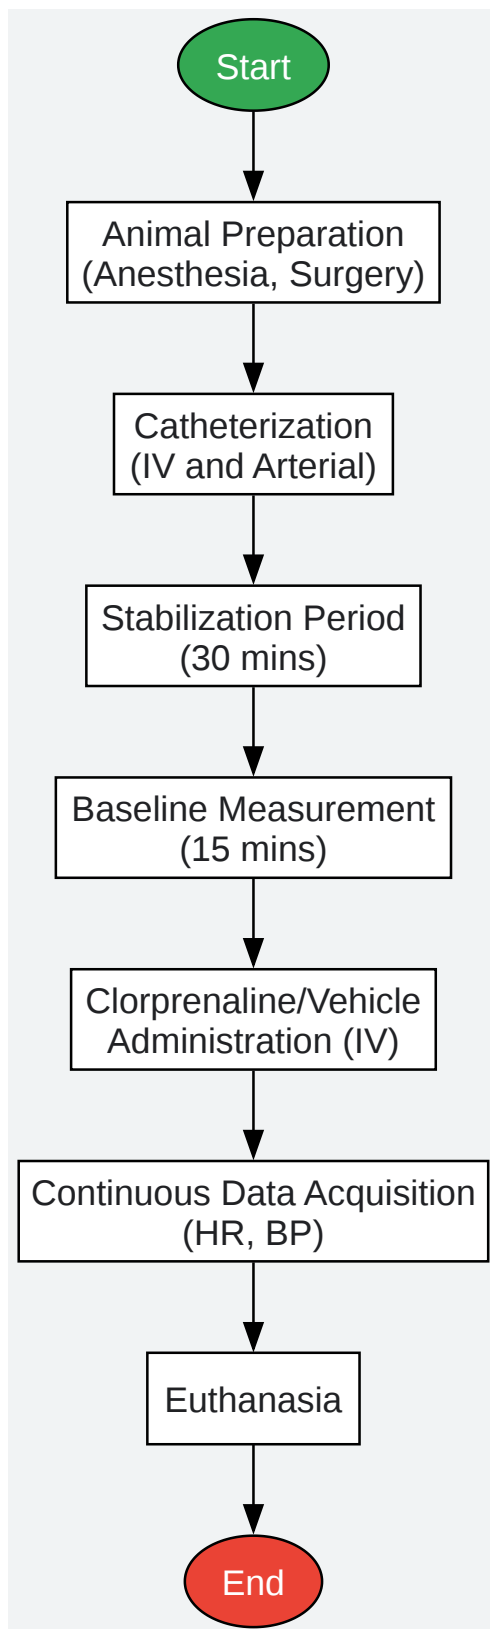 Start
Animal Preparation
(Anesthesia, Surgery)
Catheterization
(IV and Arterial)
Stabilization Period
(30 mins)
Baseline Measurement
(15 mins)
Clorprenaline/Vehicle
Administration (IV)
Continuous Data Acquisition
(HR, BP)
Euthanasia
End